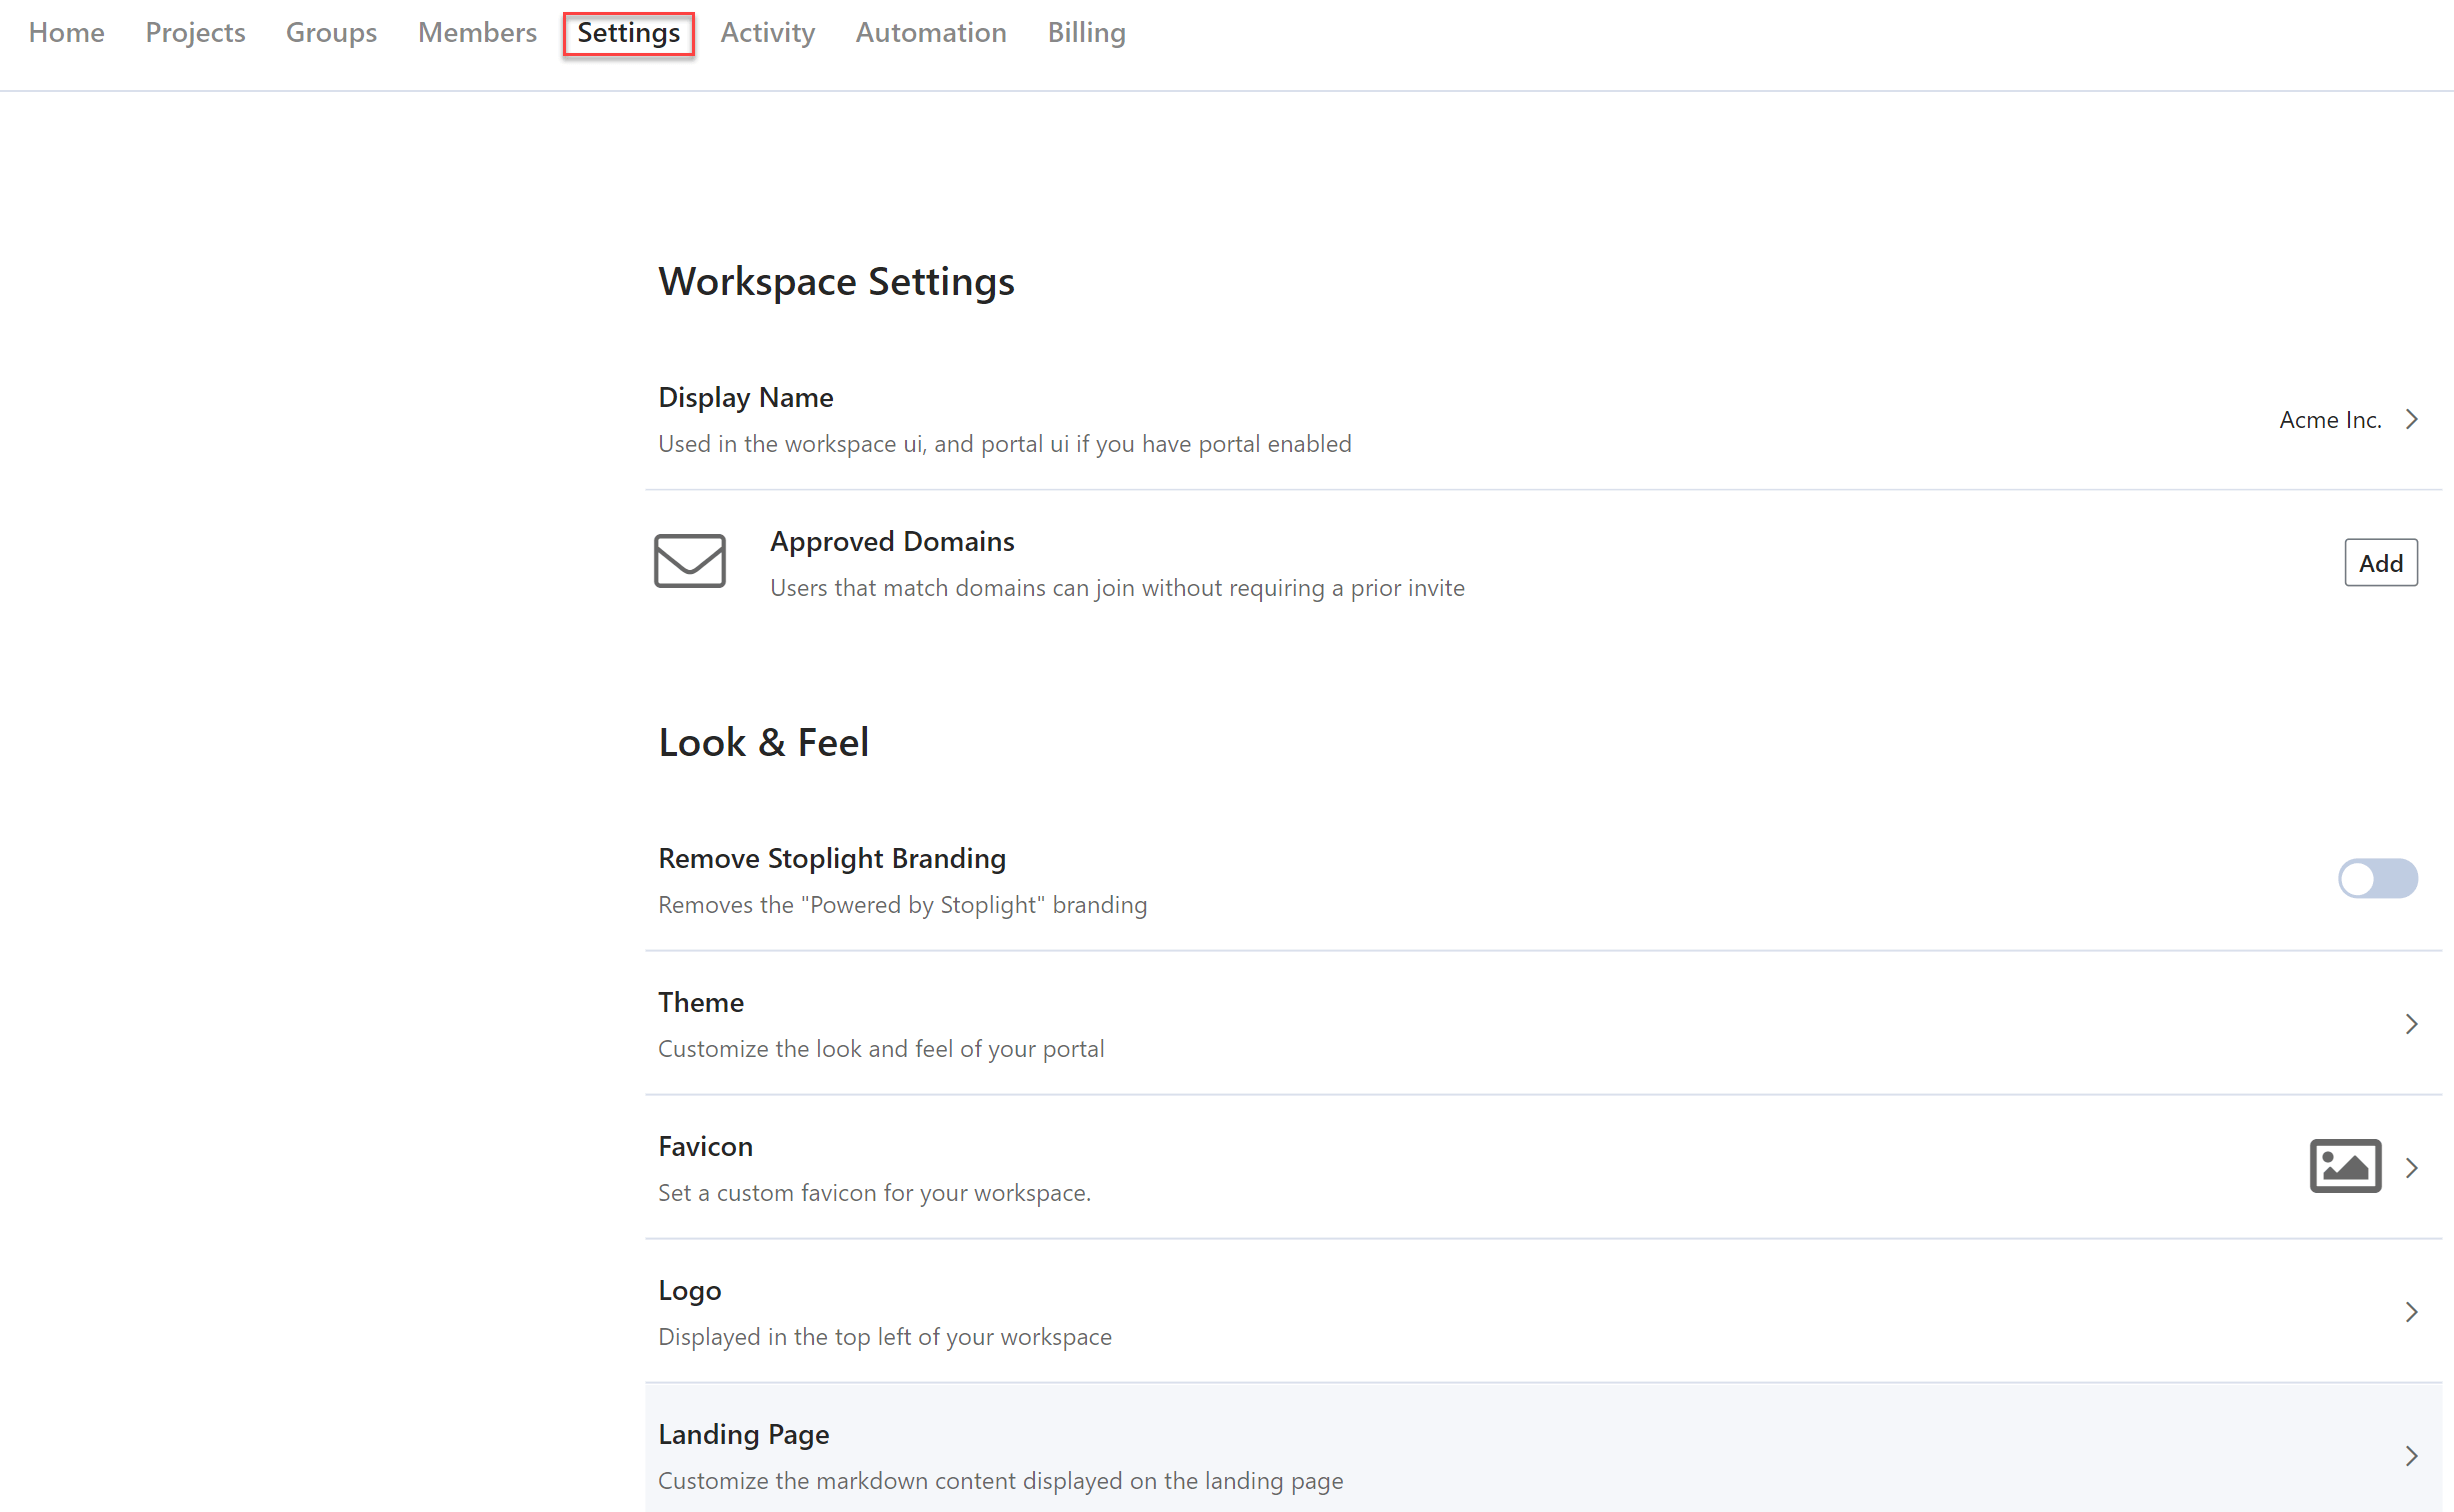 Home Projects Groups Members Settings Activity Automation Billing
Workspace Settings
Display Name
Used in the workspace ui, and portal ui if you have portal enabled
Acme Inc.
Approved Domains
Users that match domains can join without requiring a prior invite
Add
Look & Feel
Remove Stoplight Branding
Removes the "Powered by Stoplight" branding
Theme
Customize the look and feel of your portal
Favicon
Set a custom favicon for your workspace.
Logo
Displayed in the top left of your workspace
Landing Page
Customize the markdown content displayed on the landing page